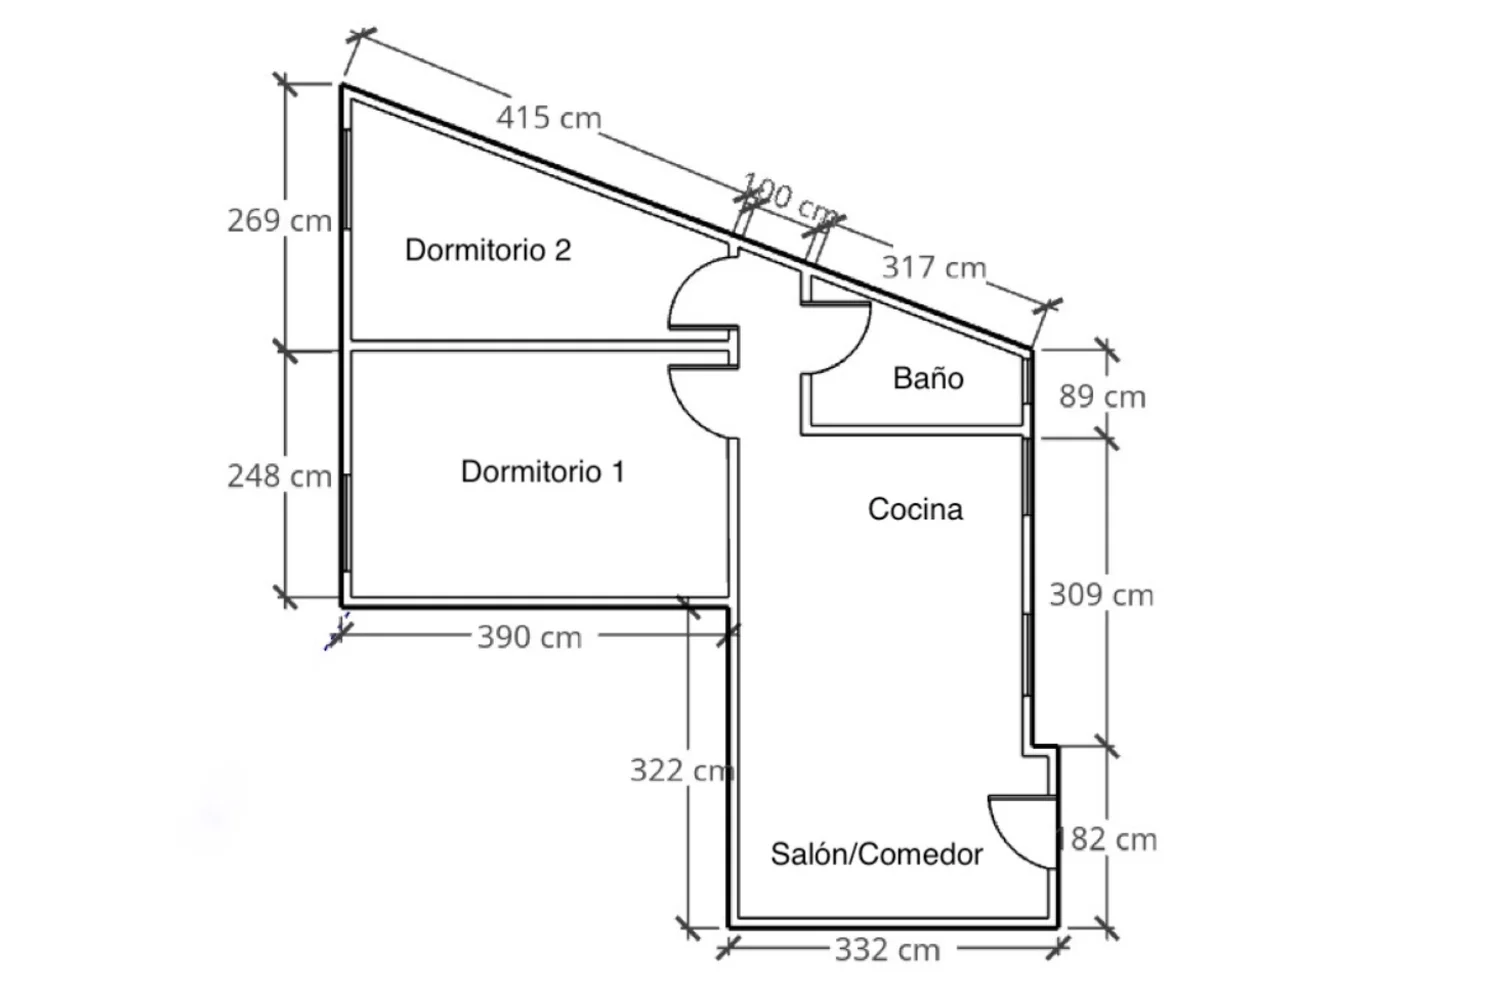 415 cm
100 cm
269 cm
Dormitorio 2
317 cm
Baño
89 cm
248 cm
Dormitorio 1
Cocina
309 cm
390 cm
322 cm
182 cm
Salón/Comedor
332 cm